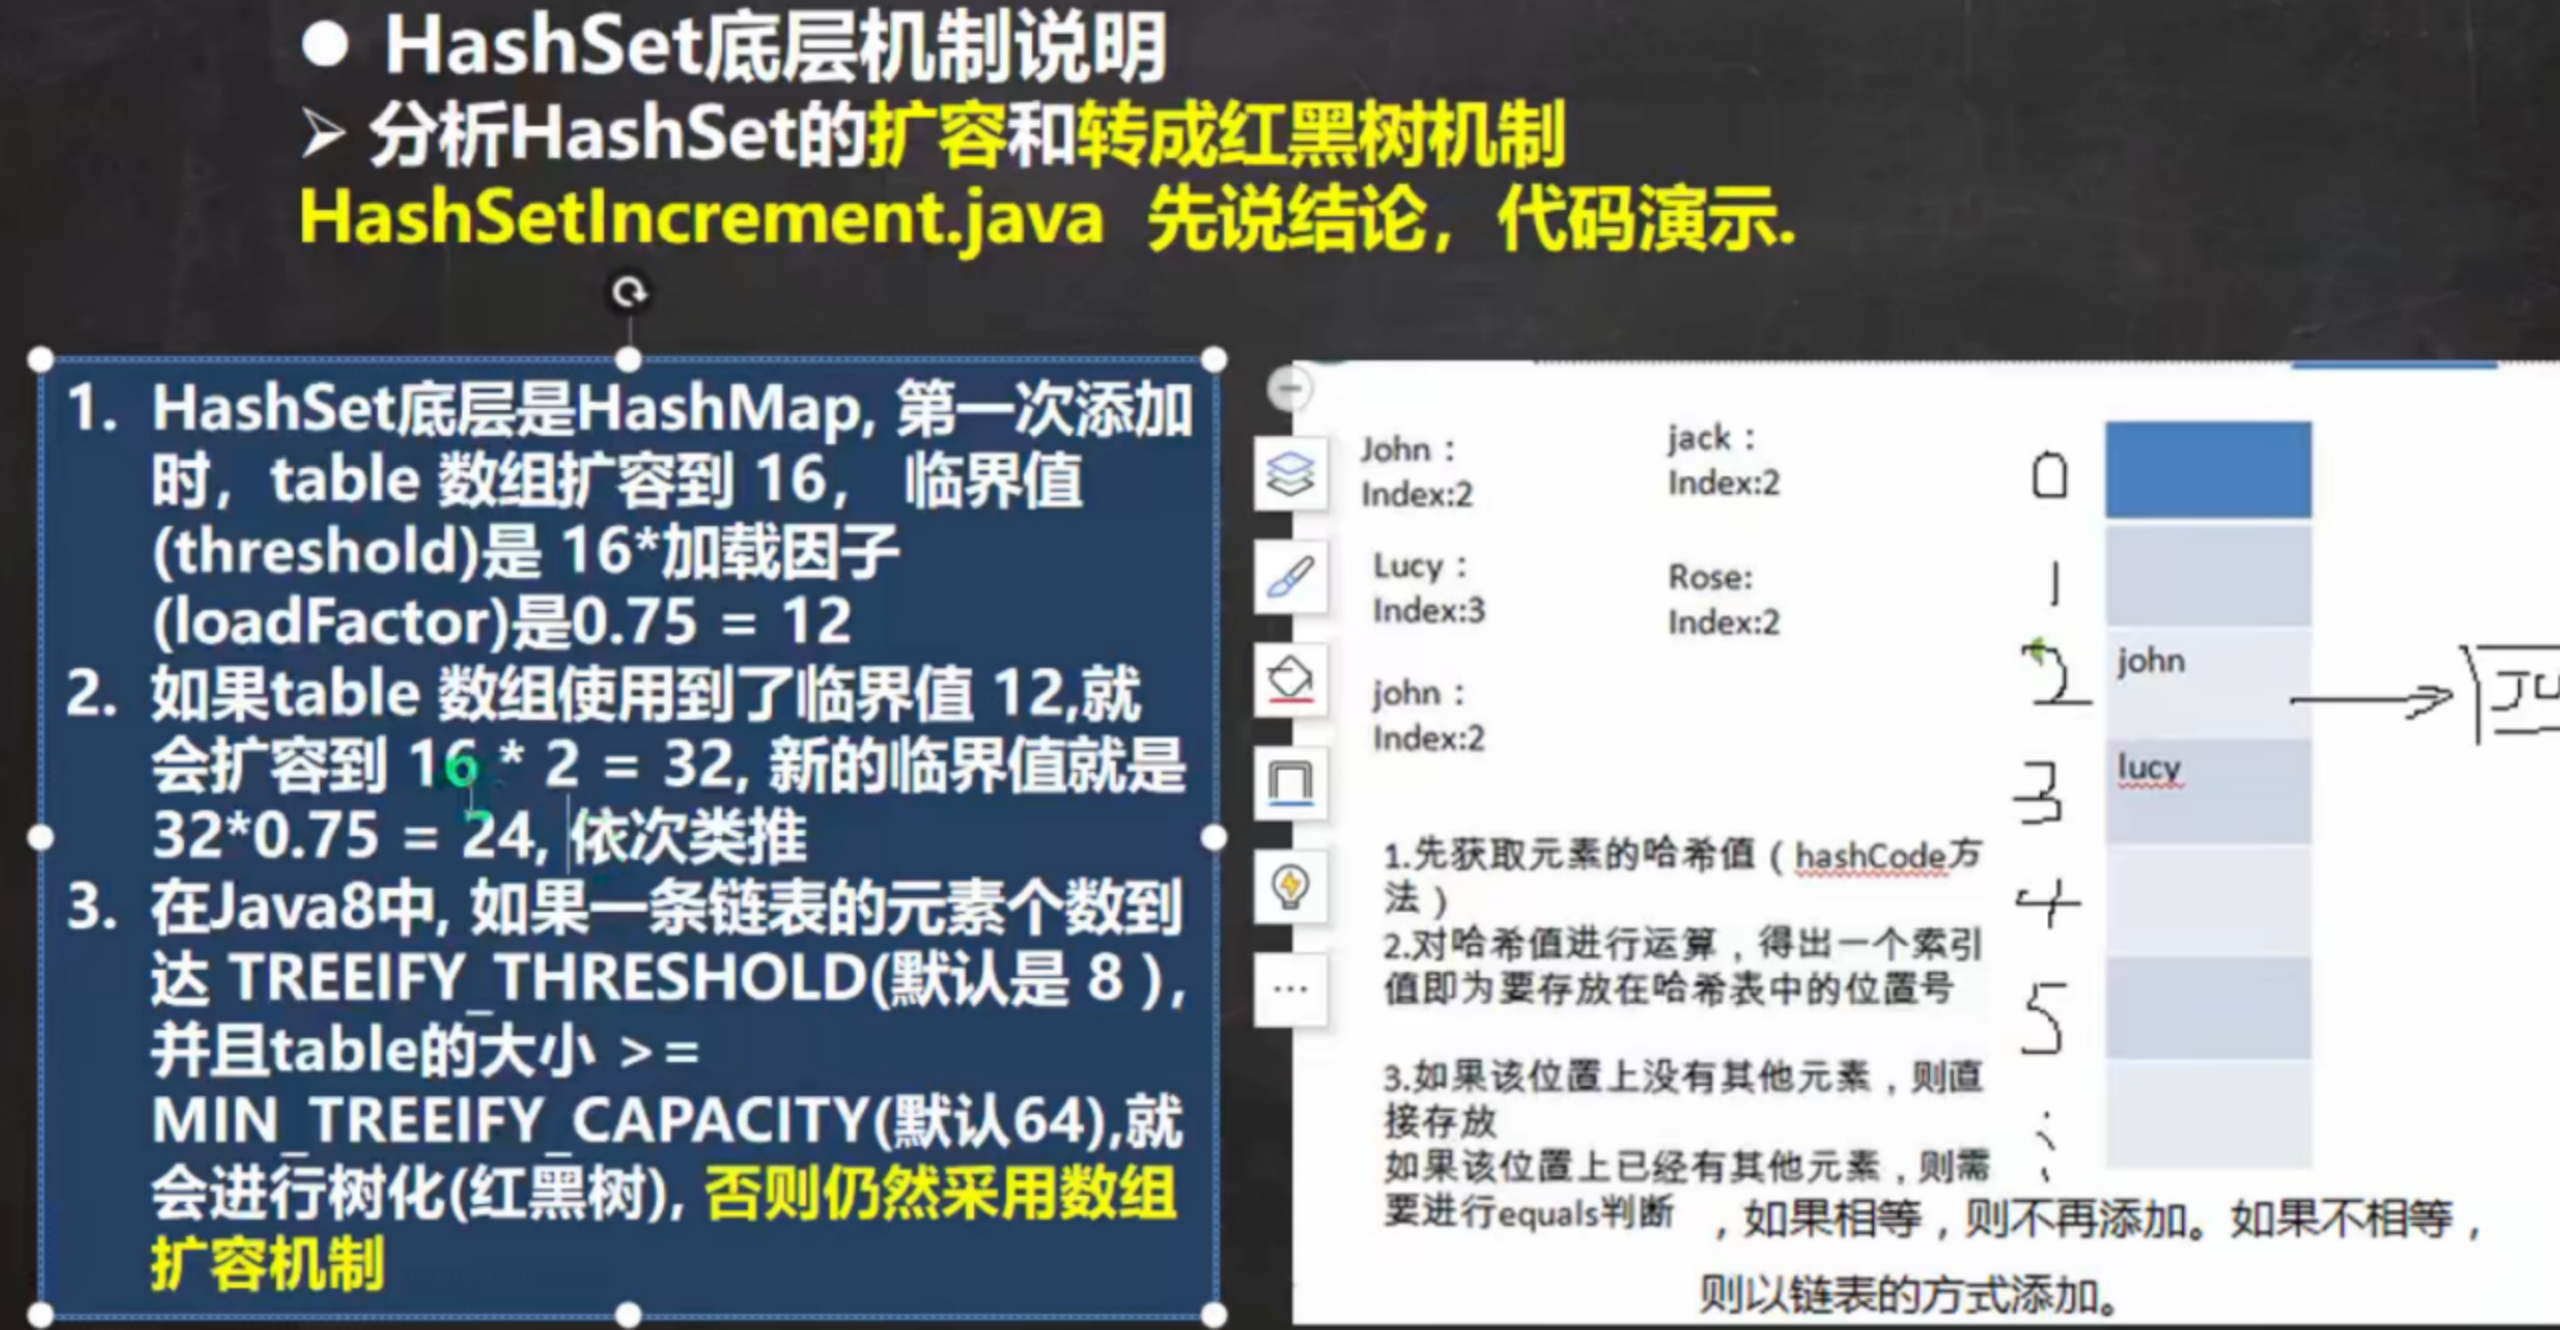 ● HashSet底层机制说明
➢ 分析HashSet的扩容和转成红黑树机制
HashSetIncrement.java 先说结论，代码演示.
1. HashSet底层是HashMap, 第一次添加
时，table 数组扩容到 16， 临界值
(threshold)是 16*加载因子
(loadFactor)是0.75 = 12
2. 如果table 数组使用到了临界值 12,就
会扩容到 16 * 2 = 32, 新的临界值就是
32*0.75 = 24, 依次类推
3. 在Java8中, 如果一条链表的元素个数到
达 TREEIFY_THRESHOLD(默认是 8 ),
并且table的大小 >=
MIN_TREEIFY_CAPACITY(默认64),就
会进行树化(红黑树), 否则仍然采用数组
扩容机制
John：
Index:2
jack：
Index:2
Lucy：
Index:3
Rose:
Index:2
john：
Index:2
1.先获取元素的哈希值（hashCode方
法）
2.对哈希值进行运算，得出一个索引
值即为要存放在哈希表中的位置号
3.如果该位置上没有其他元素，则直
接存放
如果该位置上已经有其他元素，则需
要进行equals判断 ，如果相等，则不再添加。如果不相等，
则以链表的方式添加。
0
1
2 john
3 lucy
4
5